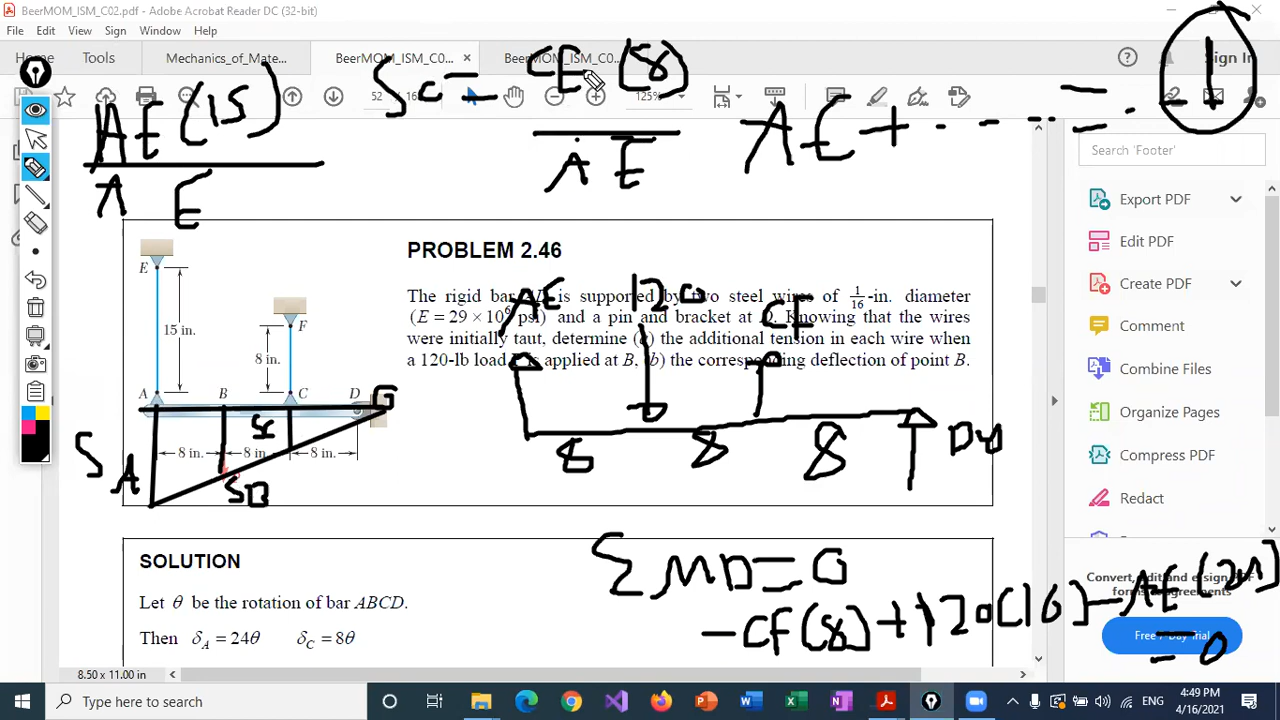 BeerMOM_ISM_C02.pdf - Adobe Acrobat Reader DC (32-bit)
File Edit View Sign Window Help
Home Tools Mechanics_of_Mate... BeerMOM_ISM_C0... × BeerMOM_ISM_C0... Sign In
52 125%
AE(15)
A E
Sc = CE(8)
A E
AE + - - - - = - 1
Search 'Footer'
Export PDF
Edit PDF
Create PDF
Comment
Combine Files
Organize Pages
Compress PDF
Redact
Convert, edit and e-sign PDF
forms & agreements
Free 7-Day Trial
PROBLEM 2.46
The rigid bar is supported by two steel wires of 1/16-in. diameter
(E = 29 × 10⁶ psi) and a pin and bracket at D. Knowing that the wires
were initially taut, determine (a) the additional tension in each wire when
a 120-lb load is applied at B, (b) the corresponding deflection of point B.
E
15 in.
F
8 in.
A B C D
8 in. 8 in. 8 in.
G
SC
SA
SB
AE 120 CF
8 8 8
Dy
ΣMD=0
-CF(8)+120(16)-AE(24)
=0
SOLUTION
Let θ be the rotation of bar ABCD.
Then δA = 24θ δC = 8θ
8.50 x 11.00 in
Type here to search
ENG
4:49 PM
4/16/2021